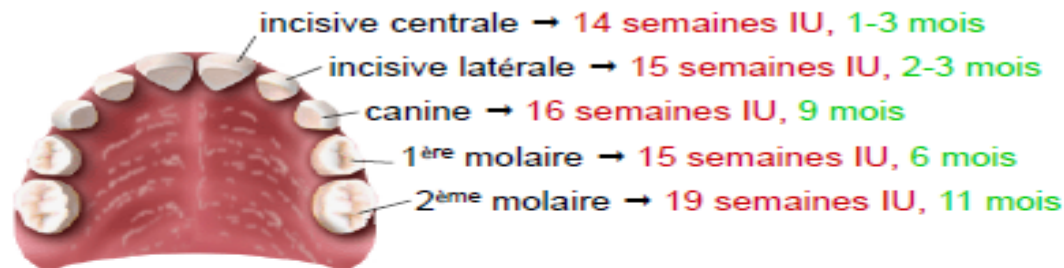 incisive centrale → 14 semaines IU, 1-3 mois
incisive latérale → 15 semaines IU, 2-3 mois
canine → 16 semaines IU, 9 mois
1ère molaire → 15 semaines IU, 6 mois
2ème molaire → 19 semaines IU, 11 mois